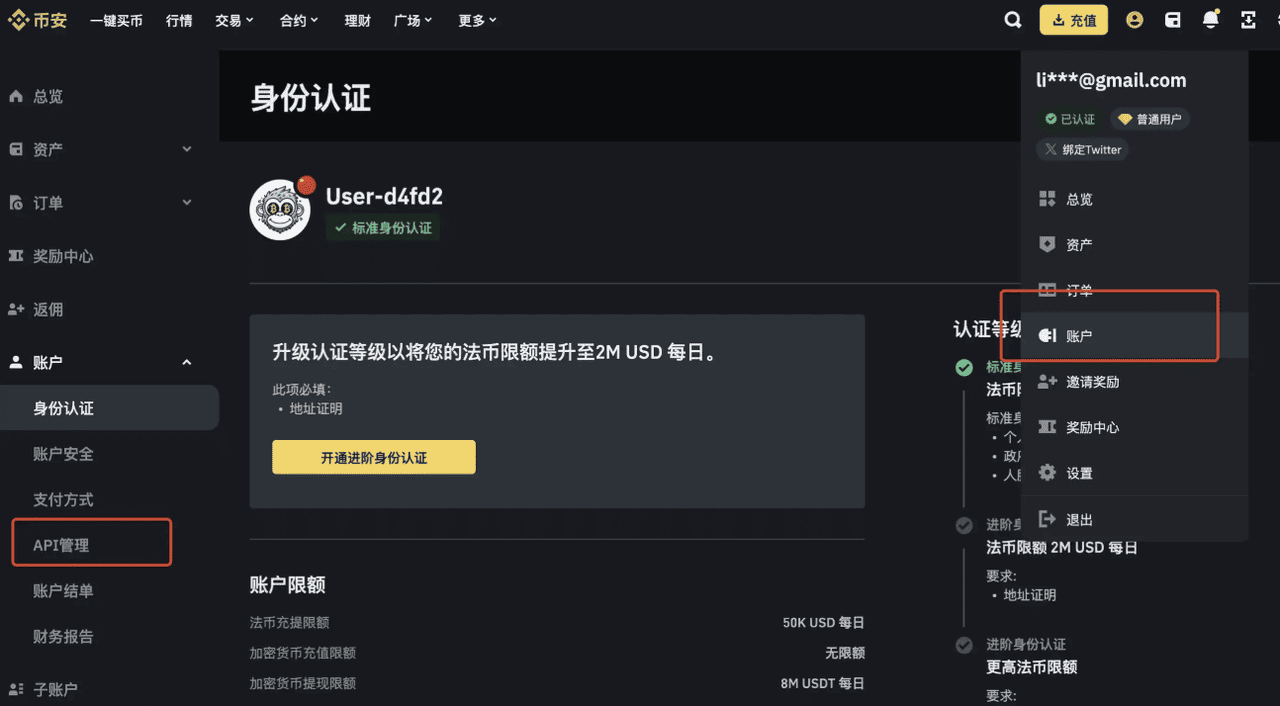 币安 一键买币 行情 交易 合约 理财 广场 更多 充值
总览
资产
订单
奖励中心
返佣
账户
身份认证
账户安全
支付方式
API管理
账户结单
财务报告
子账户
身份认证
User-d4fd2
标准身份认证
升级认证等级以将您的法币限额提升至2M USD 每日。
此项必填:
• 地址证明
开通进阶身份认证
账户限额
法币充提限额 50K USD 每日
加密货币充值限额 无限额
加密货币提现限额 8M USDT 每日
认证等级
标准身
法币限
标准身
• 个人
• 政府
• 人脸
进阶身
法币限额 2M USD 每日
要求:
• 地址证明
进阶身份认证
更高法币限额
要求:
li***@gmail.com
已认证 普通用户
绑定Twitter
总览
资产
订单
账户
邀请奖励
奖励中心
设置
退出